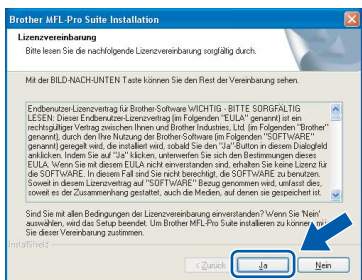 Brother MFL-Pro Suite Installation
Lizenzvereinbarung
Bitte lesen Sie die nachfolgende Lizenzvereinbarung sorgfältig durch.
Mit der BILD-NACH-UNTEN Taste können Sie den Rest der Vereinbarung sehen.
Endbenutzer-Lizenzvertrag für Brother-Software WICHTIG - BITTE SORGFÄLTIG
LESEN: Dieser Endbenutzer-Lizenzvertrag (im Folgenden "EULA" genannt) ist ein
rechtsgültiger Vertrag zwischen Ihnen und Brother Industries, Ltd. (im Folgenden "Brother"
genannt), durch den Ihre Nutzung der Brother-Software (im Folgenden "SOFTWARE"
genannt) geregelt wird, die installiert wird, sobald Sie den "Ja"-Button in diesem Dialogfeld
anklicken. Indem Sie auf "Ja" klicken, unterwerfen Sie sich den Bestimmungen dieses
EULA. Wenn Sie mit diesem EULA nicht einverstanden sind, erhalten Sie keine Lizenz für
die SOFTWARE. In diesem Fall sind Sie nicht berechtigt, die SOFTWARE zu benutzen.
Soweit in diesem Lizenzvertrag auf "SOFTWARE" Bezug genommen wird, umfasst dies,
soweit es der Zusammenhang gestattet, auch die Medien, auf denen sie gespeichert ist.
Sind Sie mit allen Bedingungen der Lizenzvereinbarung einverstanden? Wenn Sie 'Nein'
auswählen, wird das Setup beendet. Um Brother MFL-Pro Suite installieren zu können,
Sie dieser Vereinbarung zustimmen.
InstallShield
< Zurück
Ja
Nein